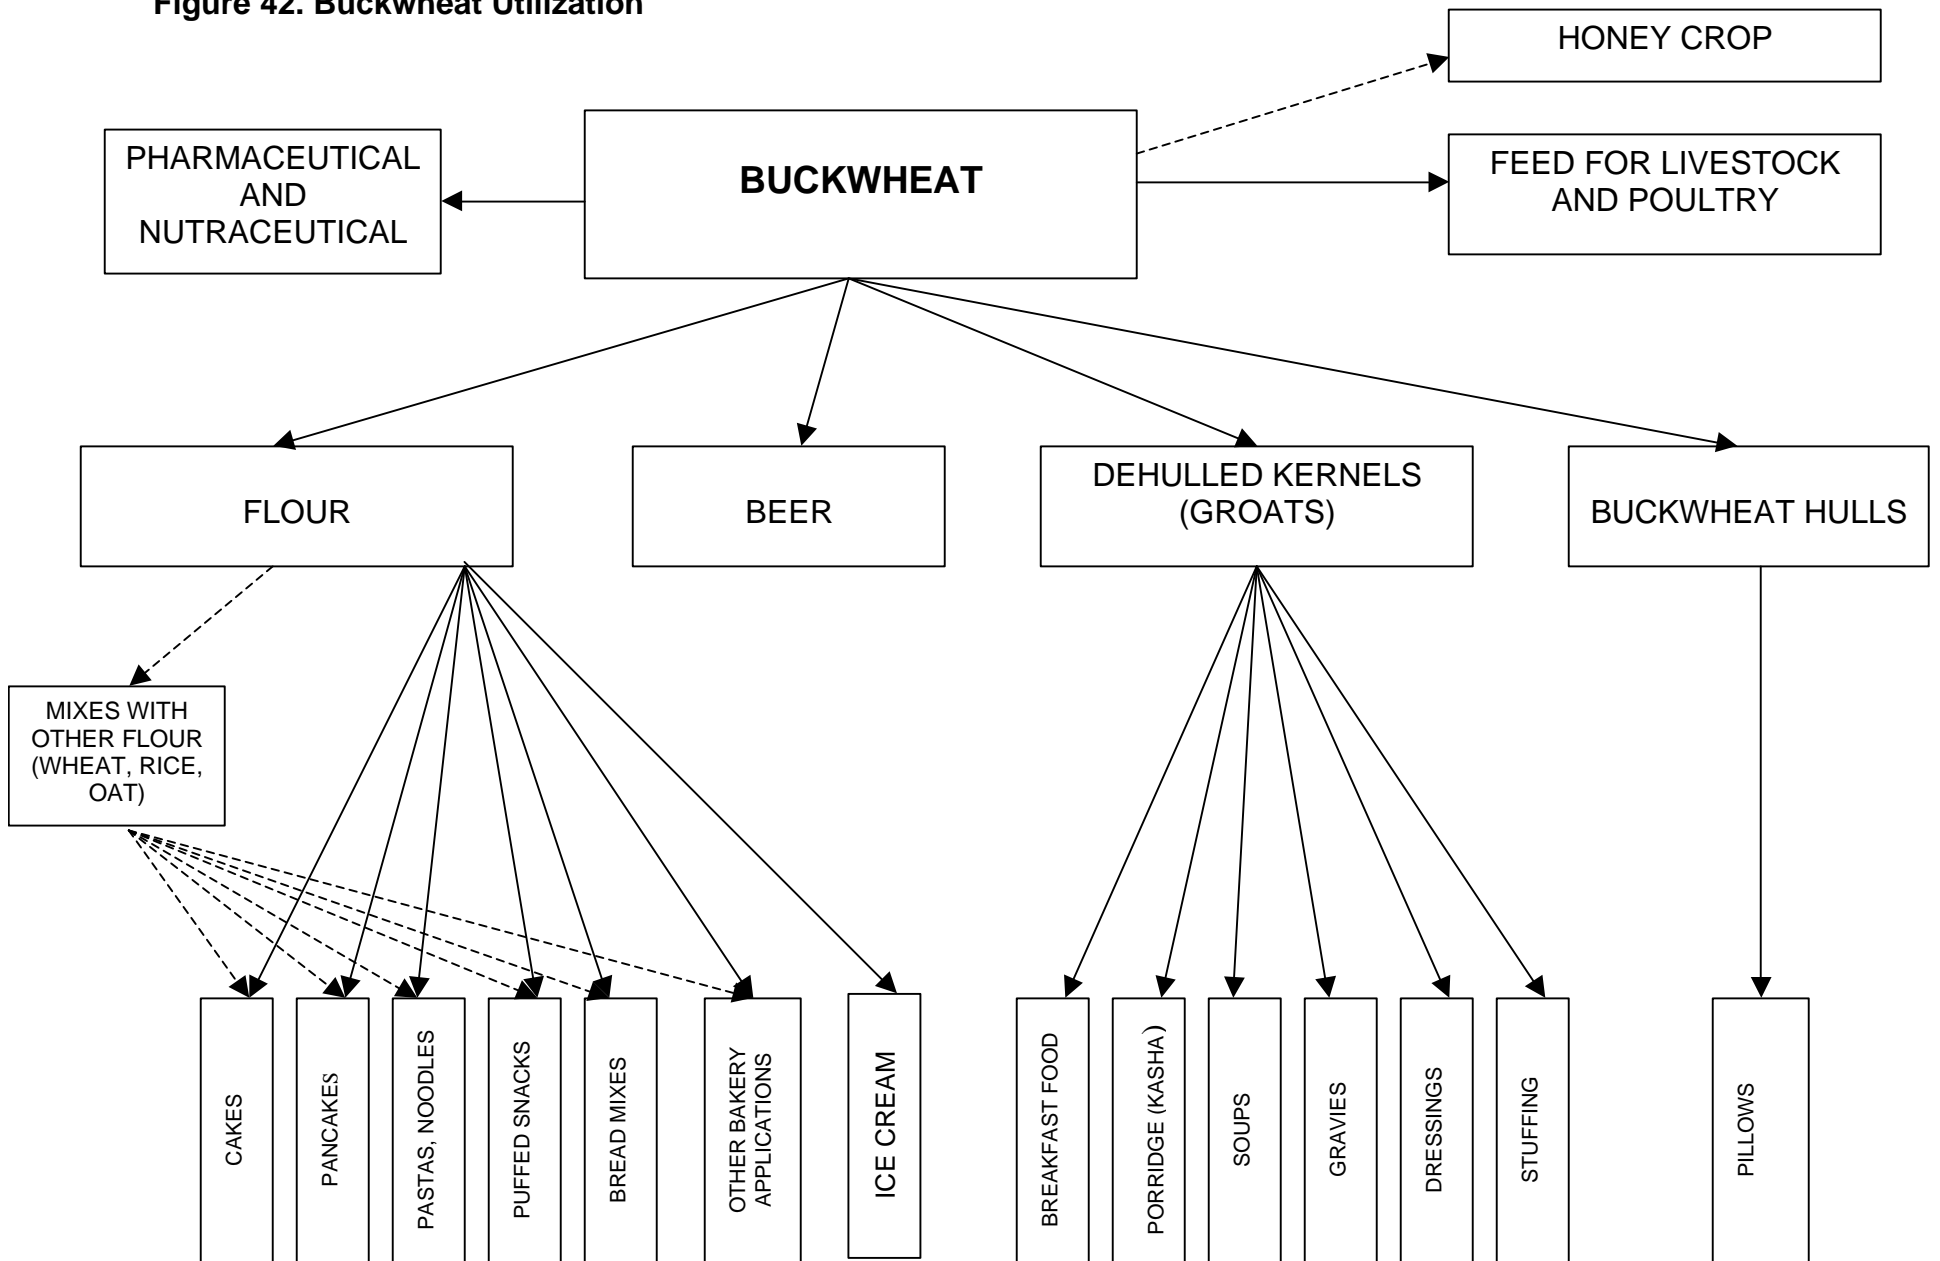 Figure 42. Buckwheat Utilization
HONEY CROP
PHARMACEUTICAL
AND
NUTRACEUTICAL
BUCKWHEAT
FEED FOR LIVESTOCK
AND POULTRY
FLOUR
BEER
DEHULLED KERNELS
(GROATS)
BUCKWHEAT HULLS
MIXES WITH
OTHER FLOUR
(WHEAT, RICE,
OAT)
CAKES
PANCAKES
PASTAS, NOODLES
PUFFED SNACKS
BREAD MIXES
OTHER BAKERY
APPLICATIONS
ICE CREAM
BREAKFAST FOOD
PORRIDGE (KASHA)
SOUPS
GRAVIES
DRESSINGS
STUFFING
PILLOWS